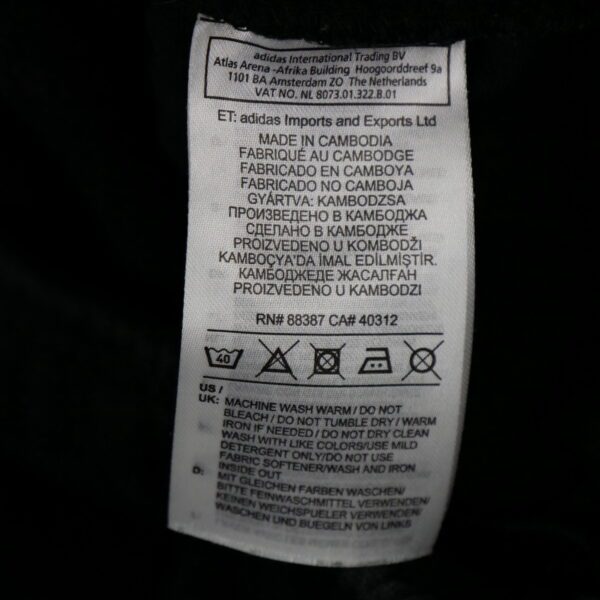 adidas International Trading BV
Atlas Arena -Afrika Building Hoogoorddreef 9a
1101 BA Amsterdam ZO The Netherlands
VAT NO. NL 8073.01.322.B.01
ET: adidas Imports and Exports Ltd
MADE IN CAMBODIA
FABRIQUÉ AU CAMBODGE
FABRICADO EN CAMBOYA
FABRICADO NO CAMBOJA
GYÁRTVA: KAMBODZSA
ПРОИЗВЕДЕНО В КАМБОДЖА
СДЕЛАНО В КАМБОДЖЕ
PROIZVEDENO U KOMBODŽI
KAMBOÇYA'DA İMAL EDİLMİŞTİR.
КАМБОДЖЕДЕ ЖАСАЛҒАН
PROIZVEDENO U KAMBODZI
RN# 88387 CA# 40312
40
US /
UK: MACHINE WASH WARM / DO NOT
BLEACH / DO NOT TUMBLE DRY / WARM
IRON IF NEEDED / DO NOT DRY CLEAN
WASH WITH LIKE COLORS/USE MILD
DETERGENT ONLY/DO NOT USE
FABRIC SOFTENER/WASH AND IRON
INSIDE OUT
D: MIT GLEICHEN FARBEN WASCHEN/
BITTE FEINWASCHMITTEL VERWENDEN/
KEINEN WEICHSPUELER VERWENDEN/
WASCHEN UND BUEGELN VON LINKS